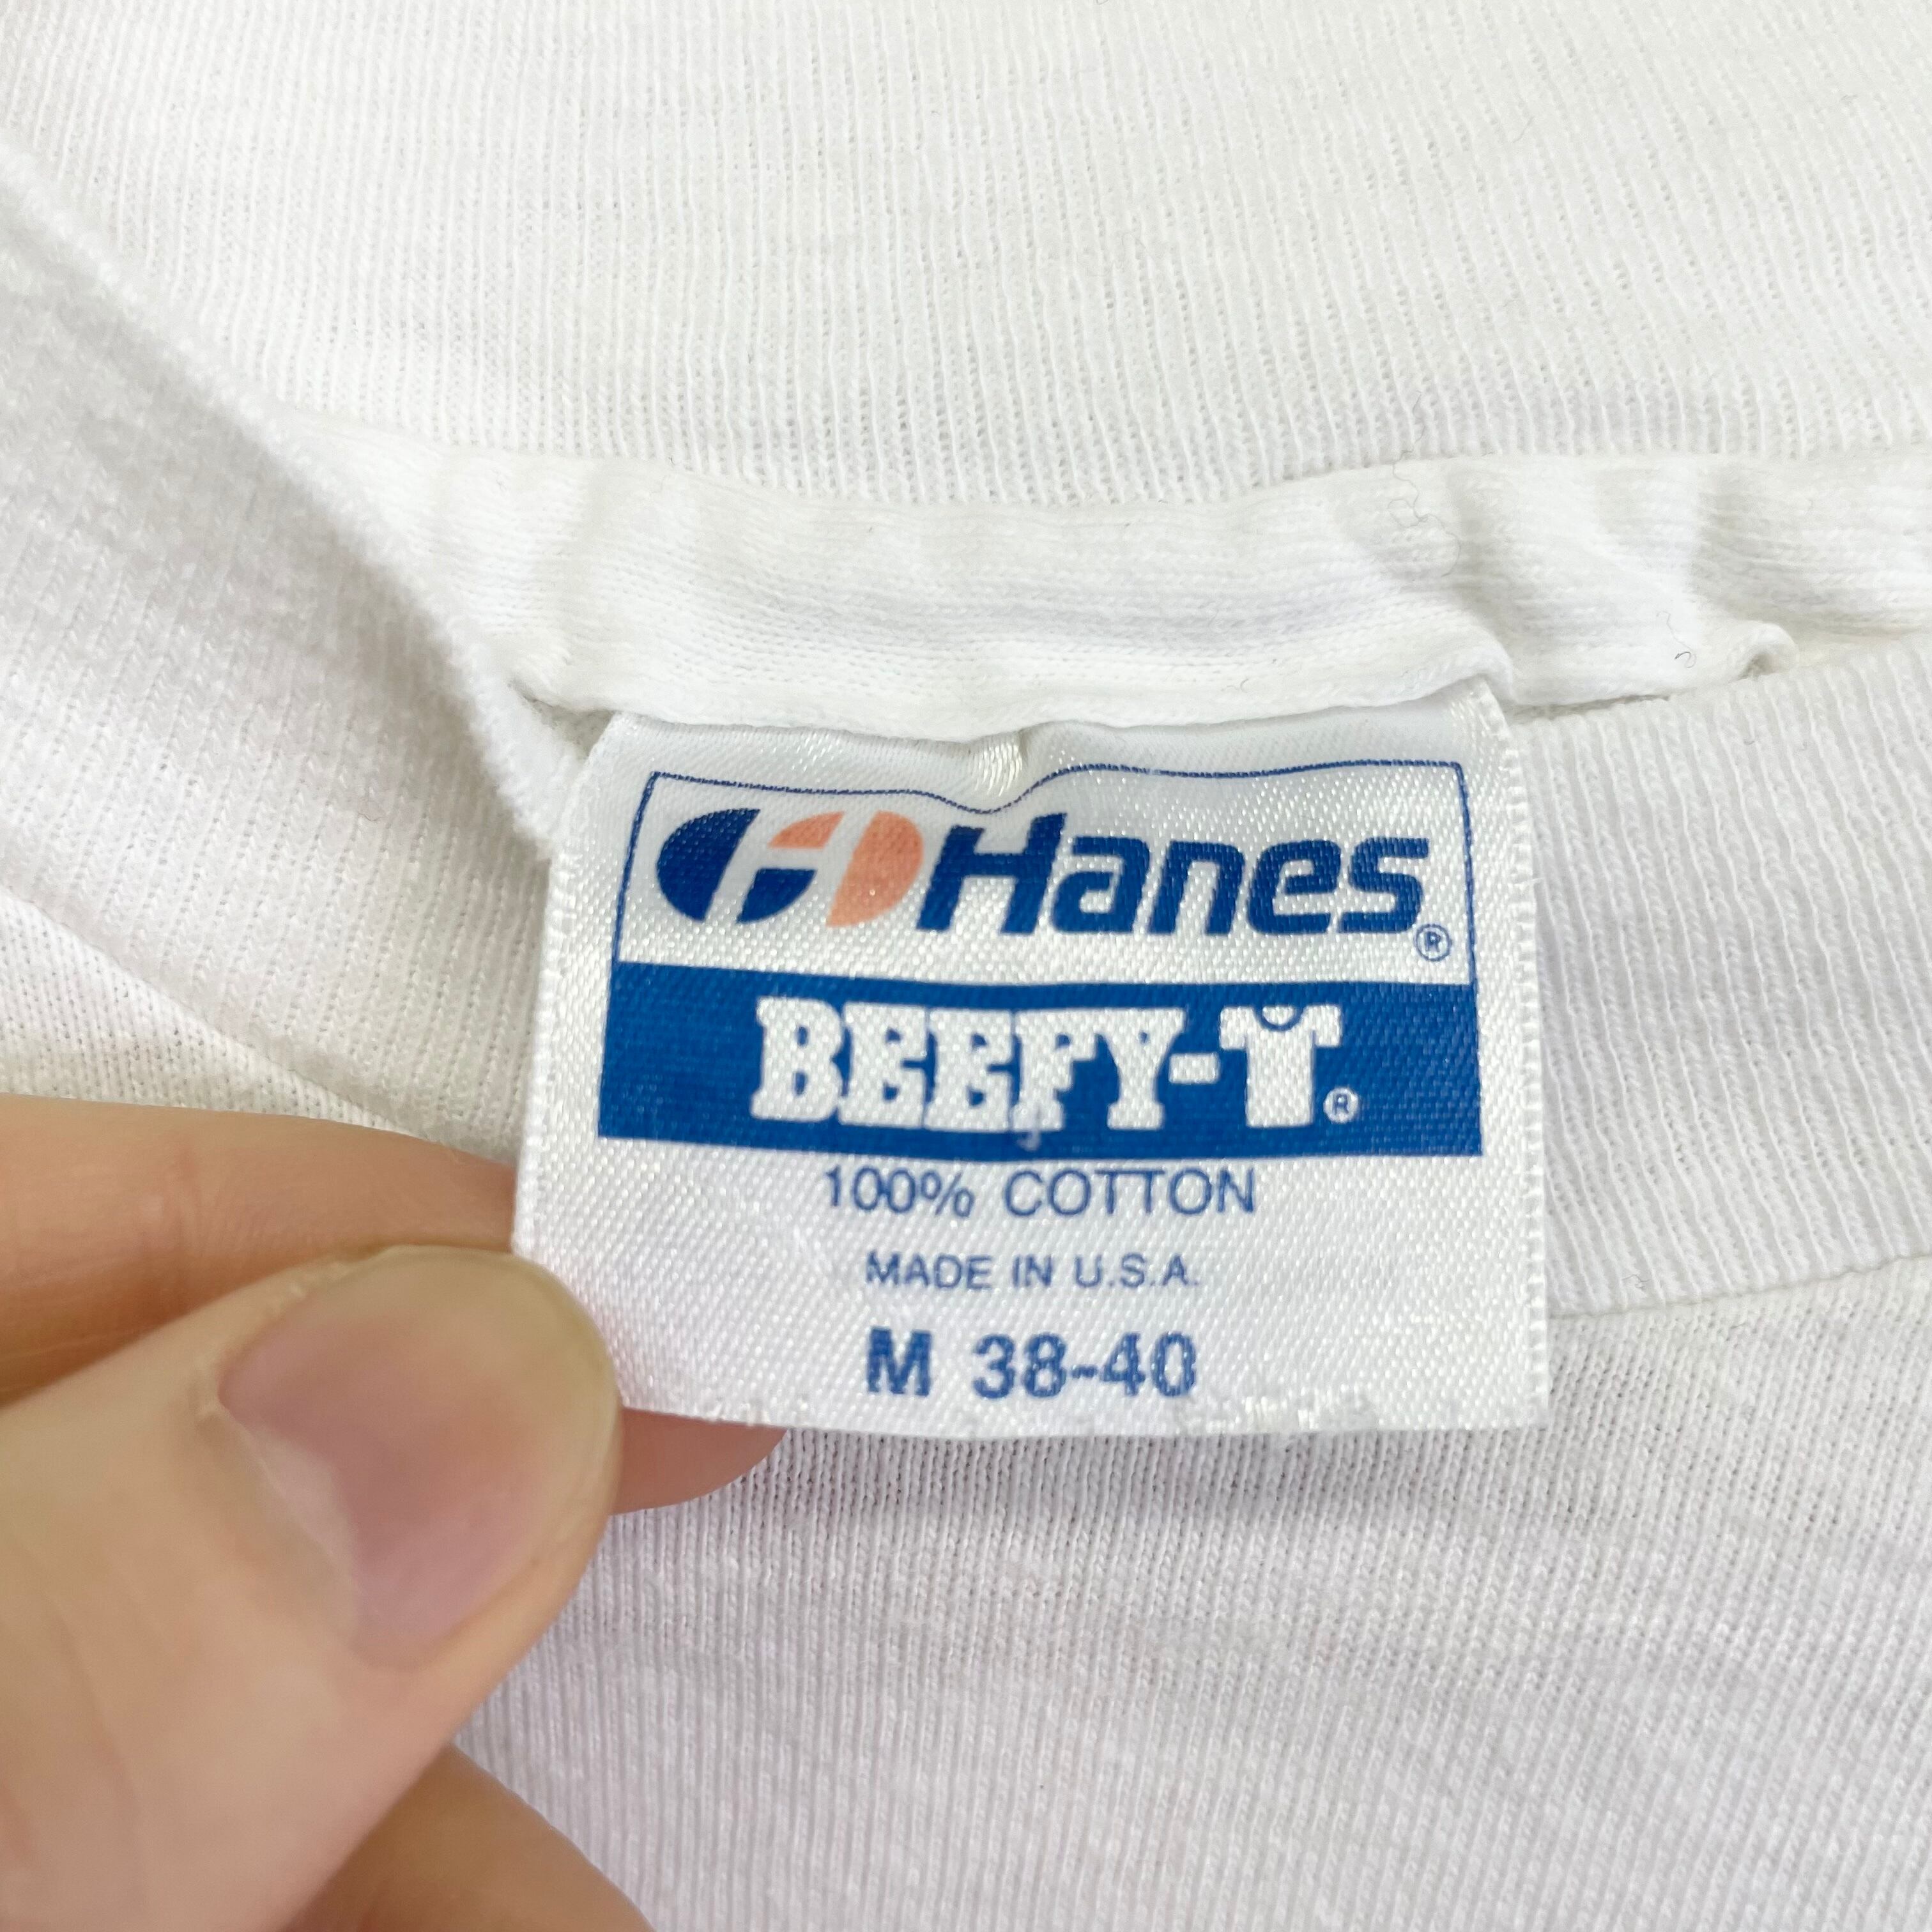 Hanes®
BEEFY-T®
100% COTTON
MADE IN U.S.A.
M 38-40